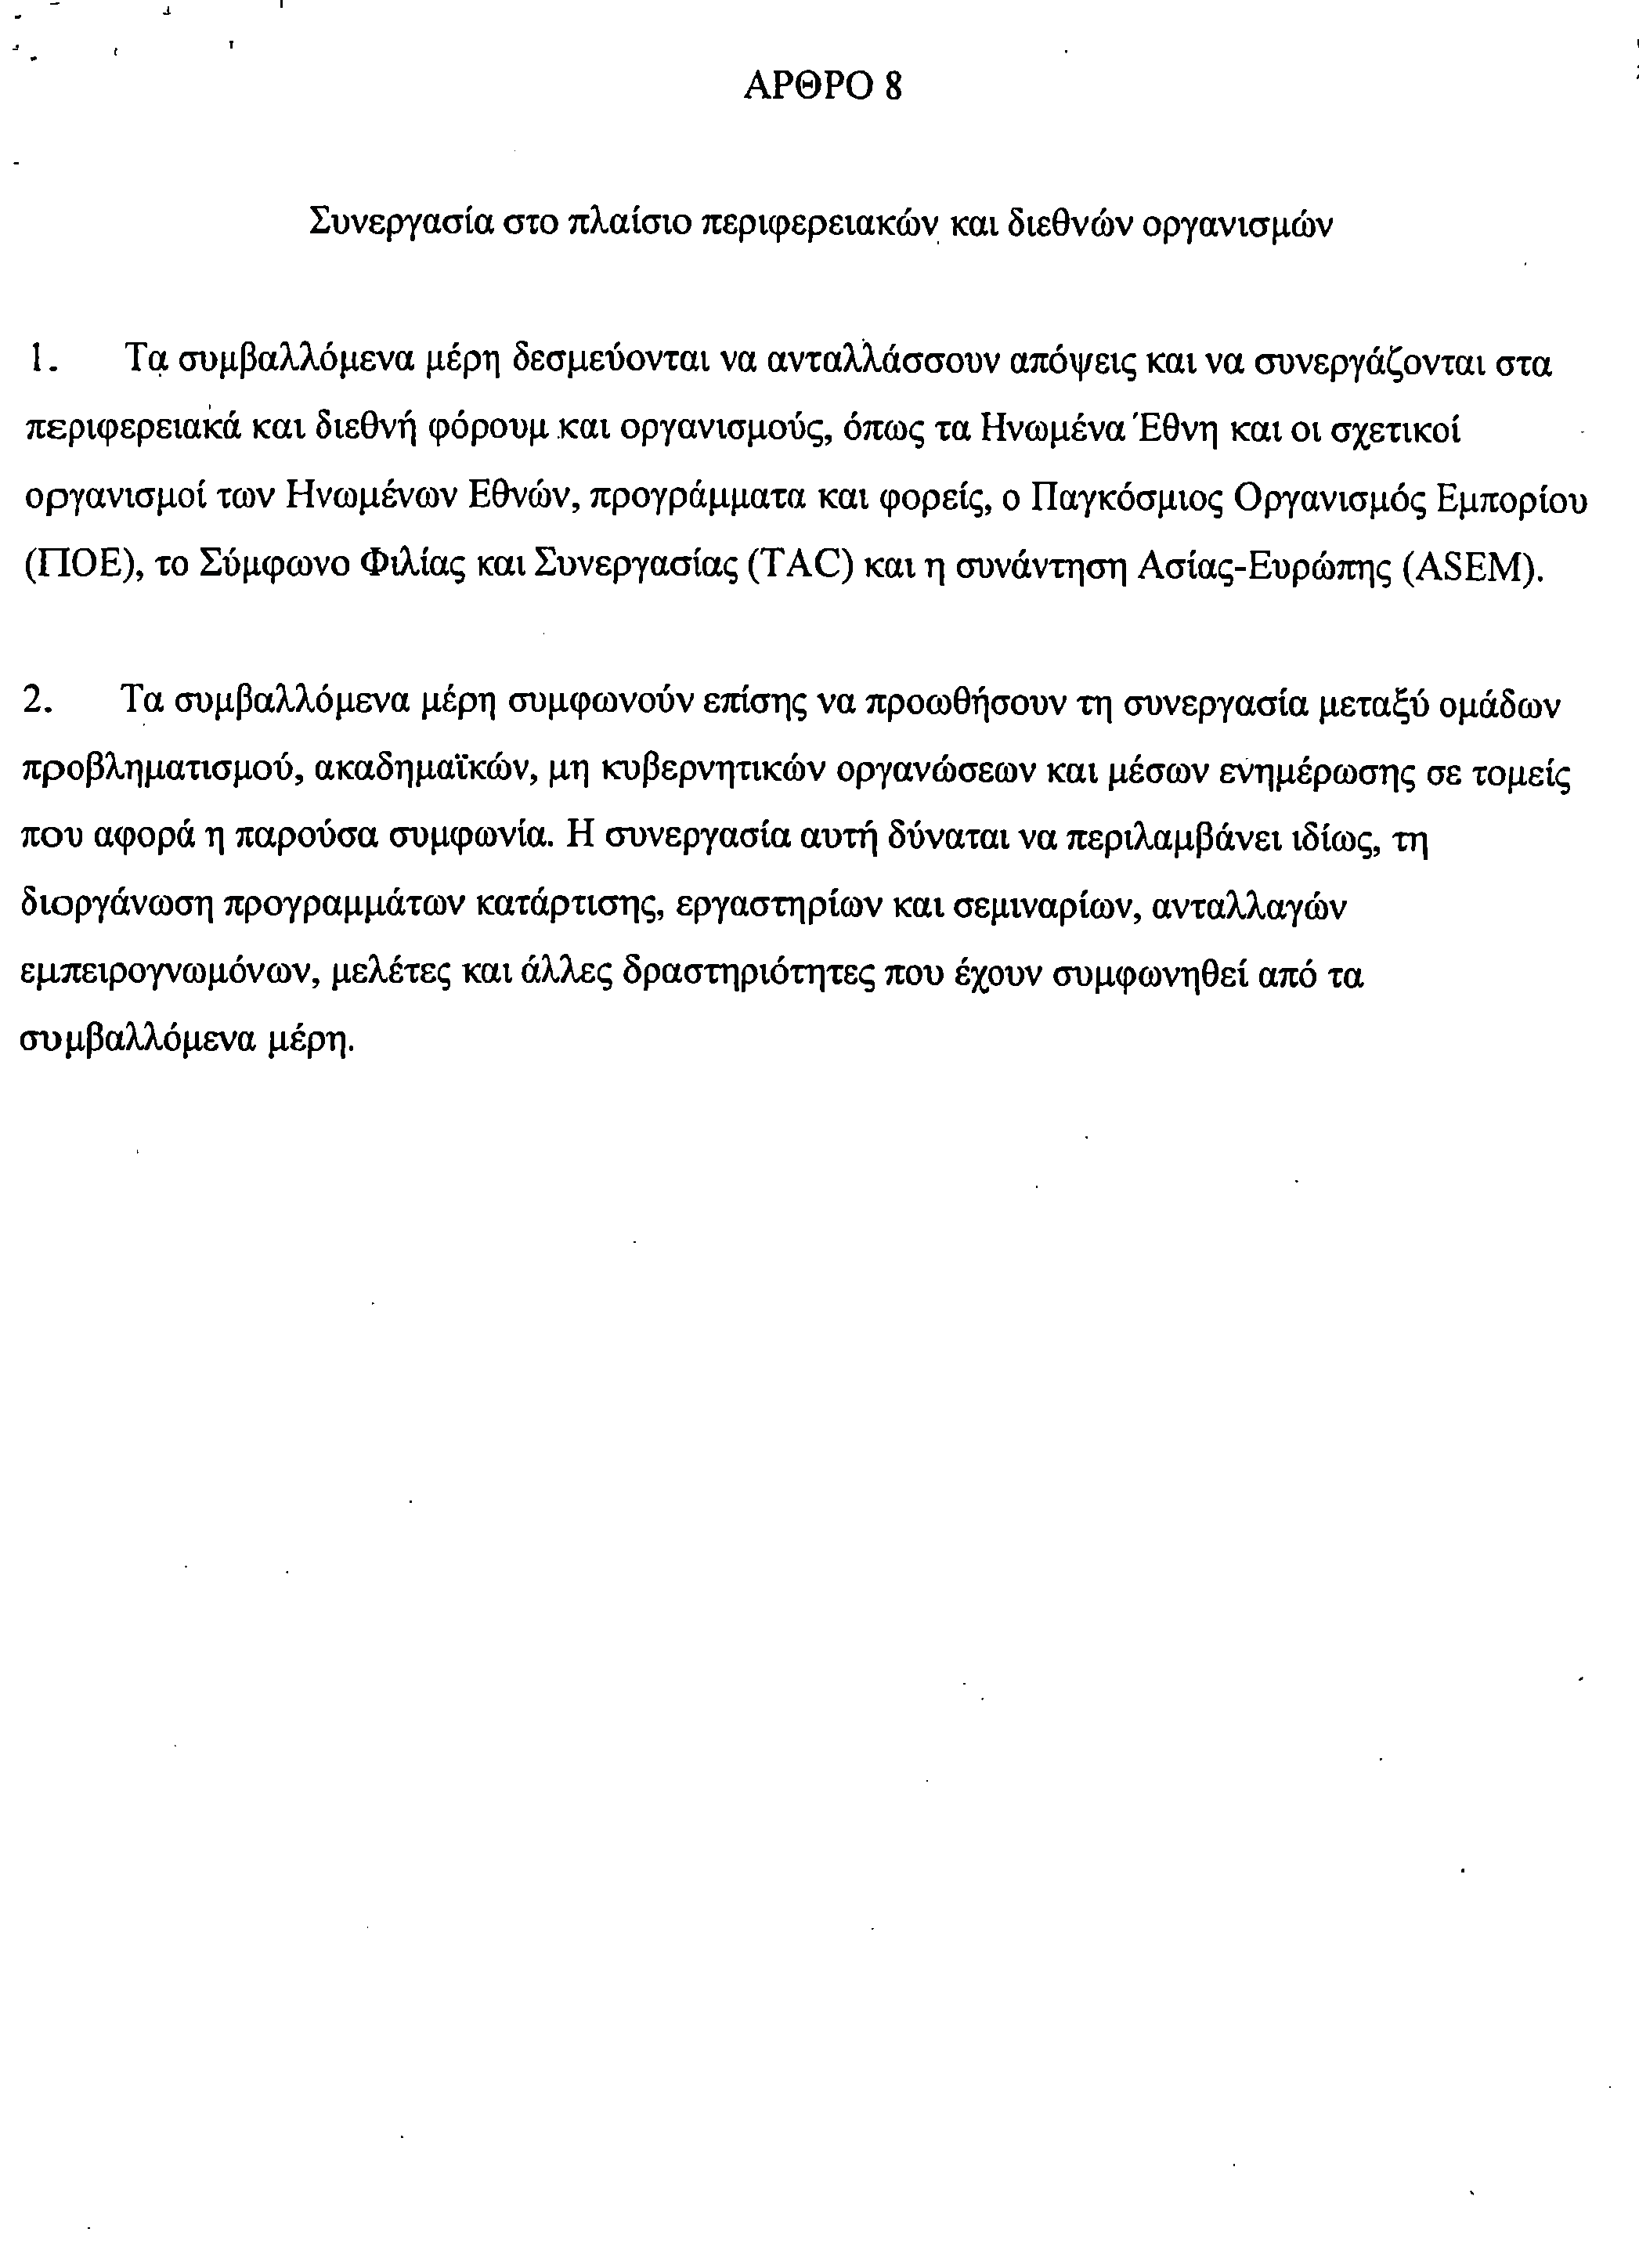 ΑΡΘΡΟ 8
Συνεργασία στο πλαίσιο περιφερειακών και διεθνών οργανισμών
1. Τα συμβαλλόμενα μέρη δεσμεύονται να ανταλλάσσουν απόψεις και να συνεργάζονται στα
περιφερειακά και διεθνή φόρουμ και οργανισμούς, όπως τα Ηνωμένα Έθνη και οι σχετικοί
οργανισμοί των Ηνωμένων Εθνών, προγράμματα και φορείς, ο Παγκόσμιος Οργανισμός Εμπορίου
(ΠΟΕ), το Σύμφωνο Φιλίας και Συνεργασίας (TAC) και η συνάντηση Ασίας-Ευρώπης (ASEM).
2. Τα συμβαλλόμενα μέρη συμφωνούν επίσης να προωθήσουν τη συνεργασία μεταξύ ομάδων
προβληματισμού, ακαδημαϊκών, μη κυβερνητικών οργανώσεων και μέσων ενημέρωσης σε τομείς
που αφορά η παρούσα συμφωνία. Η συνεργασία αυτή δύναται να περιλαμβάνει ιδίως, τη
διοργάνωση προγραμμάτων κατάρτισης, εργαστηρίων και σεμιναρίων, ανταλλαγών
εμπειρογνωμόνων, μελέτες και άλλες δραστηριότητες που έχουν συμφωνηθεί από τα
συμβαλλόμενα μέρη.